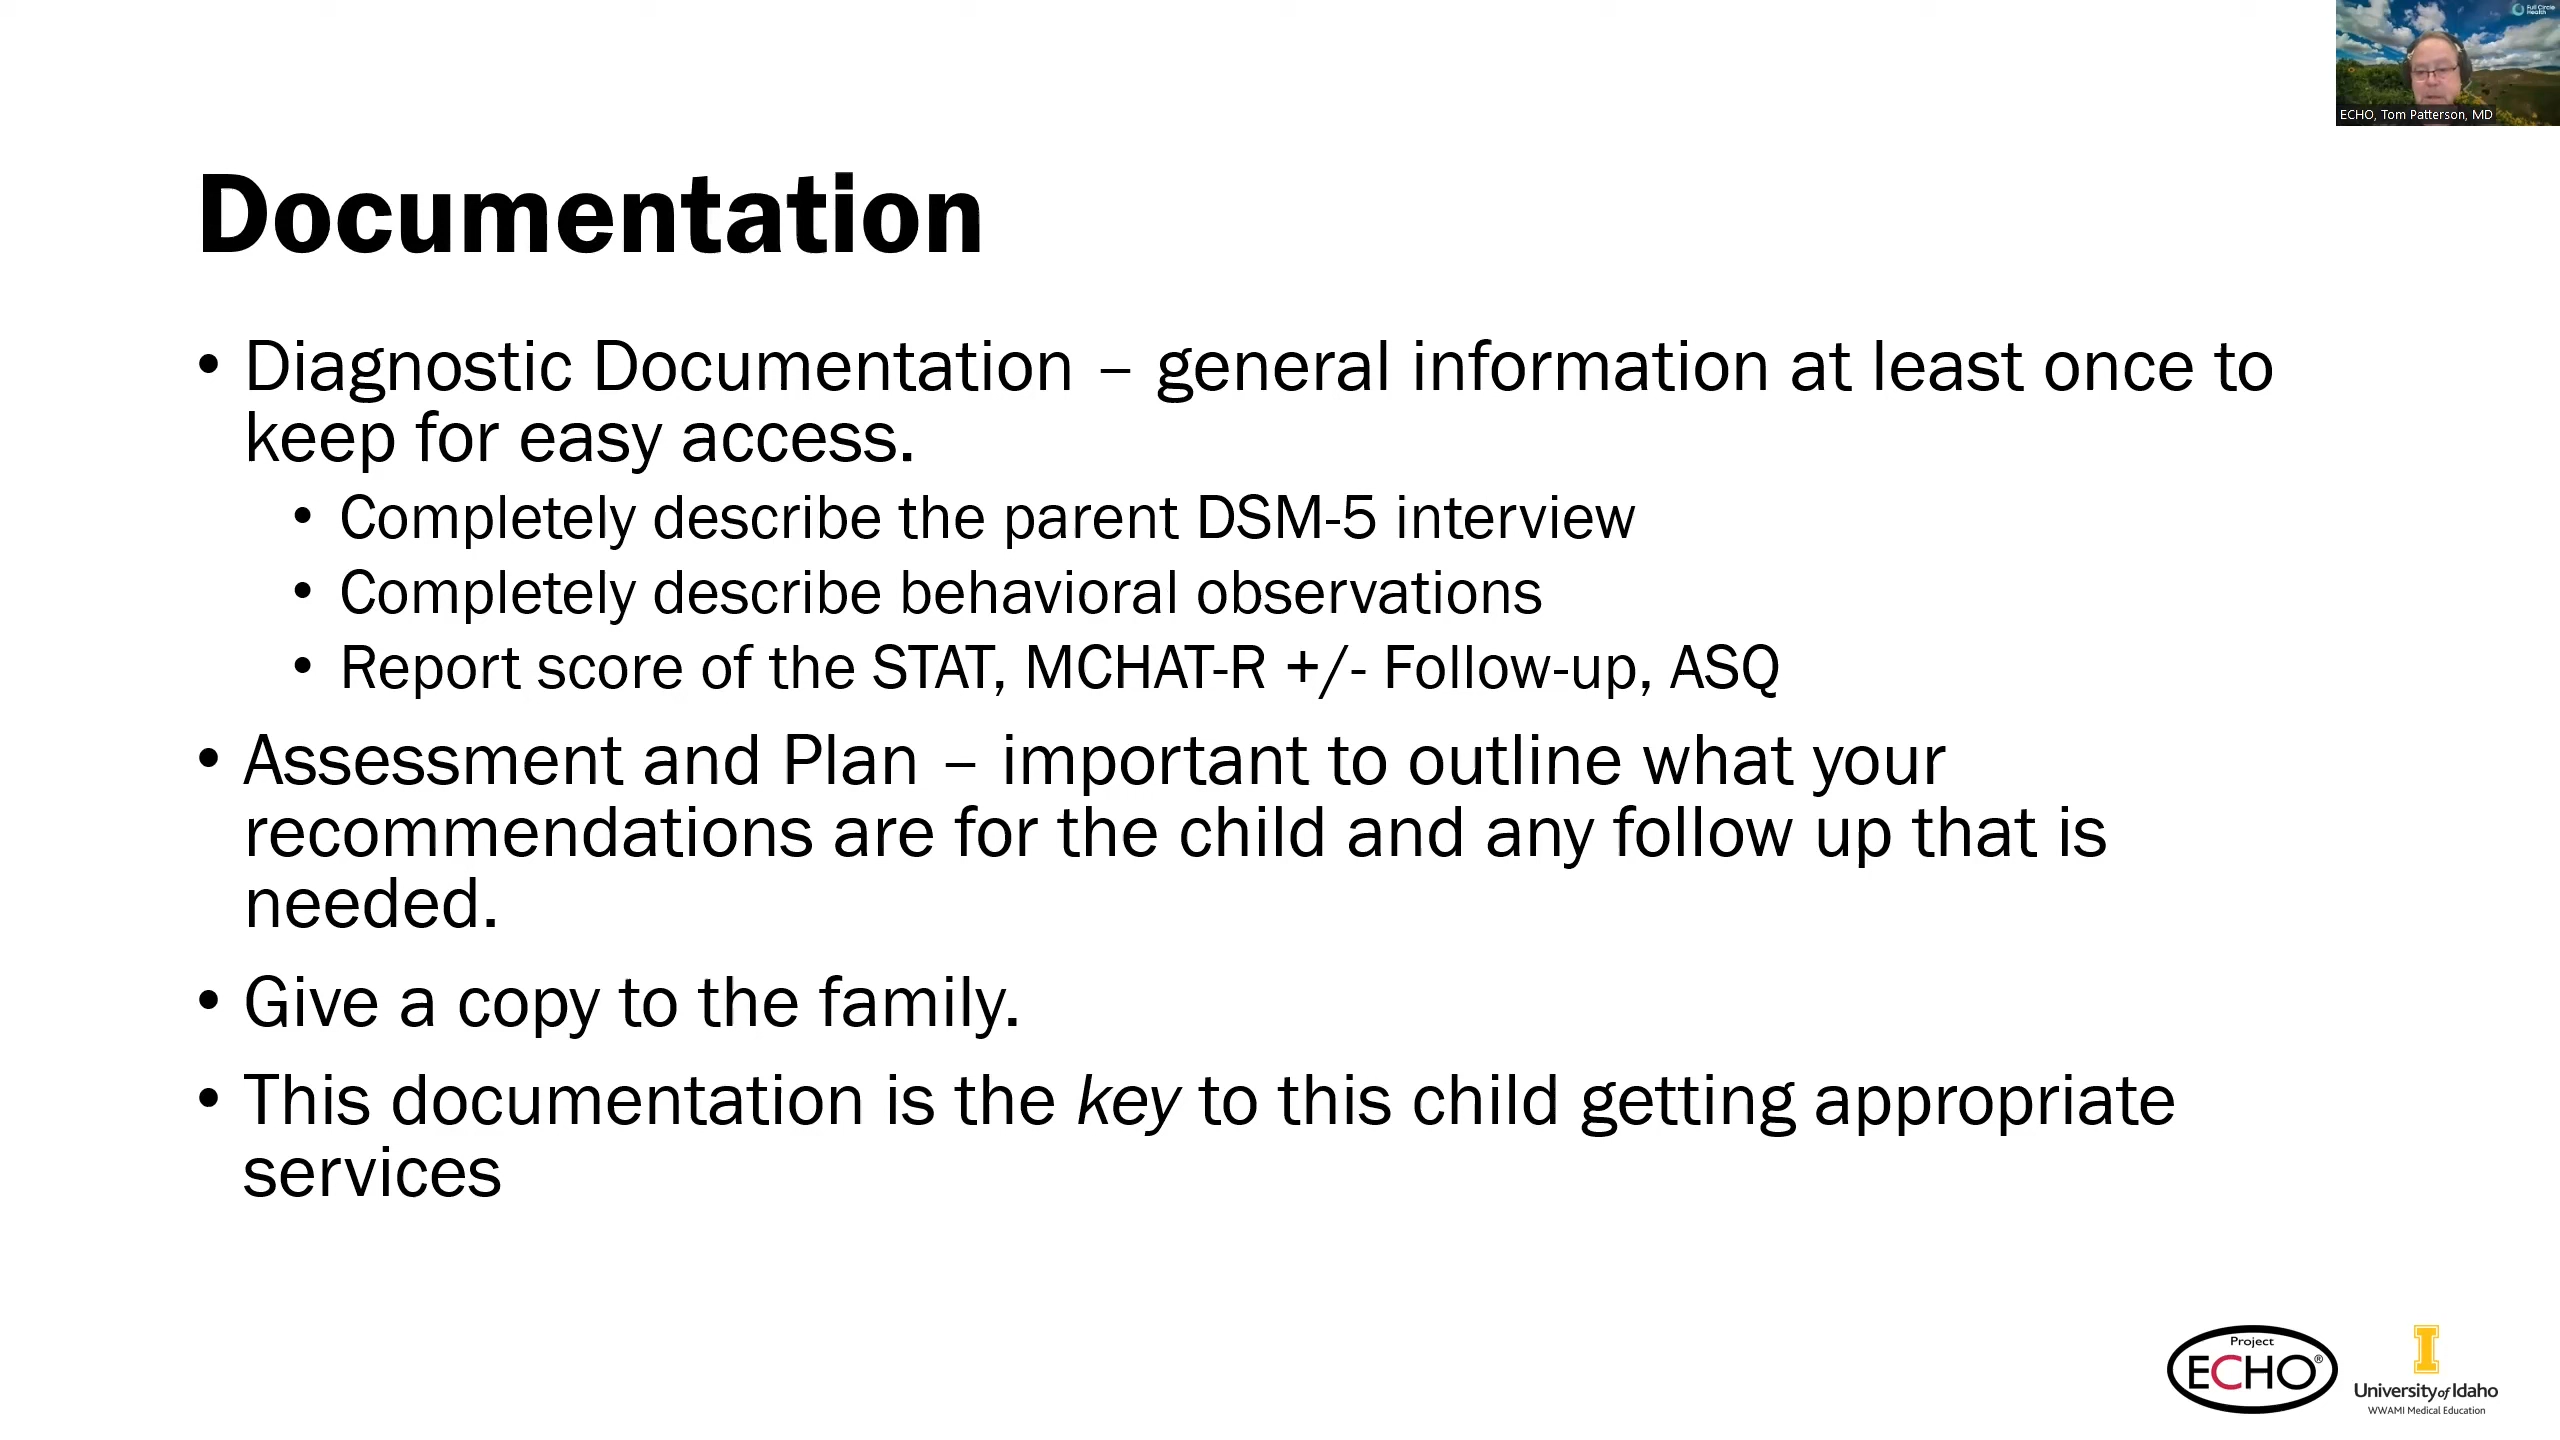 Full Circle
Health
ECHO, Tom Patterson, MD
Documentation
• Diagnostic Documentation – general information at least once to
keep for easy access.
• Completely describe the parent DSM-5 interview
• Completely describe behavioral observations
• Report score of the STAT, MCHAT-R +/- Follow-up, ASQ
• Assessment and Plan – important to outline what your
recommendations are for the child and any follow up that is
needed.
• Give a copy to the family.
• This documentation is the key to this child getting appropriate
services
Project
ECHO®
I
University of Idaho
WWAMI Medical Education